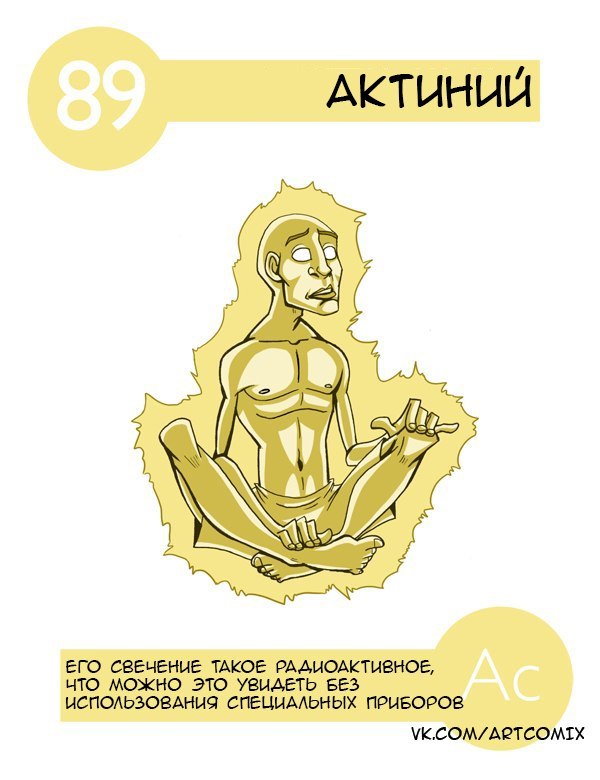 89
АКТИНИЙ
ЕГО СВЕЧЕНИЕ ТАКОЕ РАДИОАКТИВНОЕ,
ЧТО МОЖНО ЭТО УВИДЕТЬ БЕЗ
ИСПОЛЬЗОВАНИЯ СПЕЦИАЛЬНЫХ ПРИБОРОВ
Ac
VK.COM/ARTCOMIX